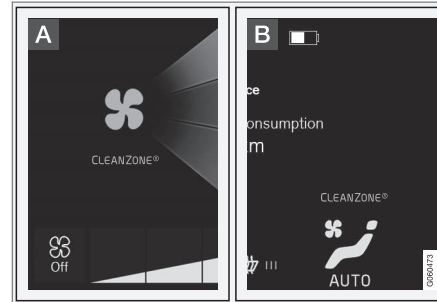 A
CLEANZONE®
Off
B
ce
onsumption
m
CLEANZONE®
AUTO
G060473